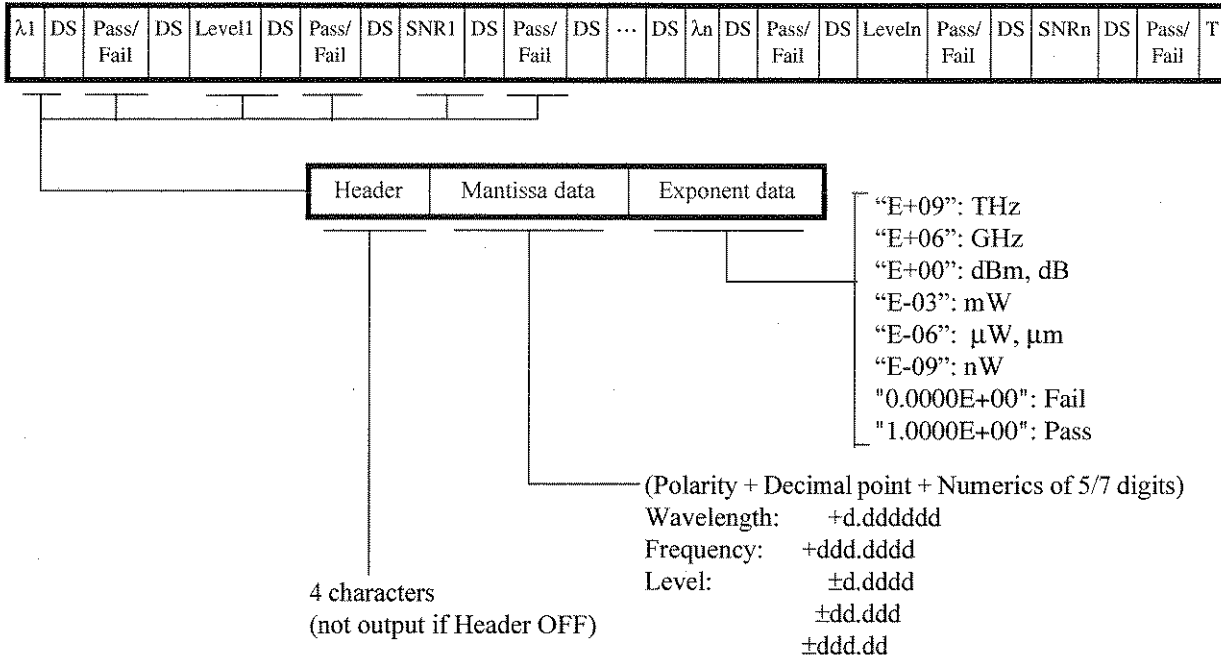 λ1 DS Pass/ Fail DS Level1 DS Pass/ Fail DS SNR1 DS Pass/ Fail DS ··· DS λn DS Pass/ Fail DS Leveln Pass/ Fail DS SNRn DS Pass/ Fail T
Header Mantissa data Exponent data
“E+09”: THz
“E+06”: GHz
“E+00”: dBm, dB
“E-03”: mW
“E-06”: μW, μm
“E-09”: nW
"0.0000E+00": Fail
"1.0000E+00": Pass
(Polarity + Decimal point + Numerics of 5/7 digits)
Wavelength: +d.dddddd
Frequency: +ddd.dddd
Level: ±d.dddd
±dd.ddd
±ddd.dd
4 characters
(not output if Header OFF)